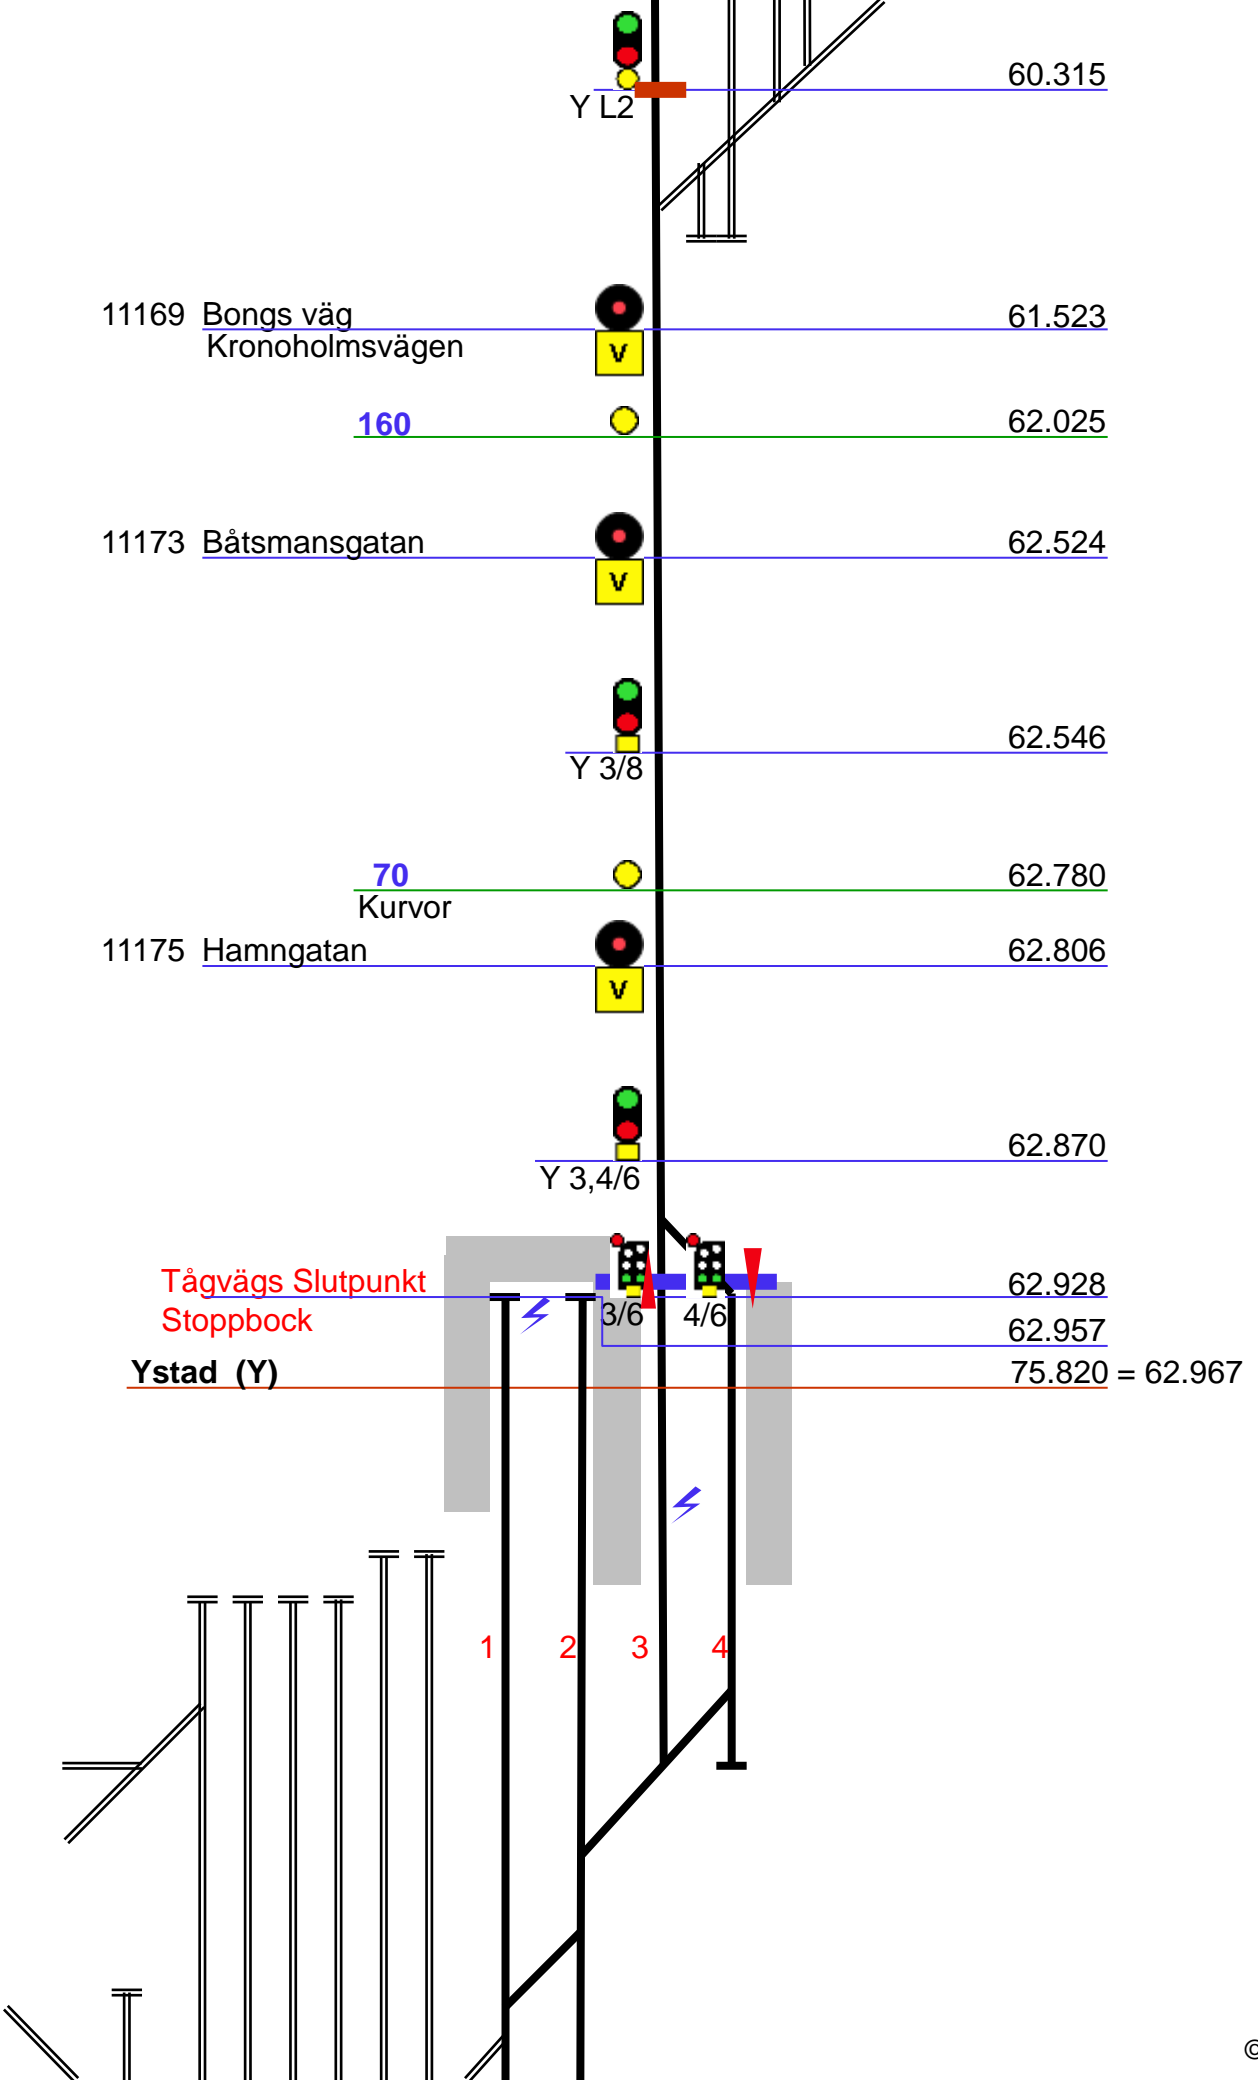 60.315
Y L2
11169 Bongs väg 61.523
Kronoholmsvägen
V
160 62.025
11173 Båtsmansgatan 62.524
V
62.546
Y 3/8
70 62.780
Kurvor
11175 Hamngatan 62.806
V
62.870
Y 3,4/6
Tågvägs Slutpunkt 62.928
Stoppbock 3/6 4/6 62.957
Ystad (Y) 75.820 = 62.967
1 2 3 4
©